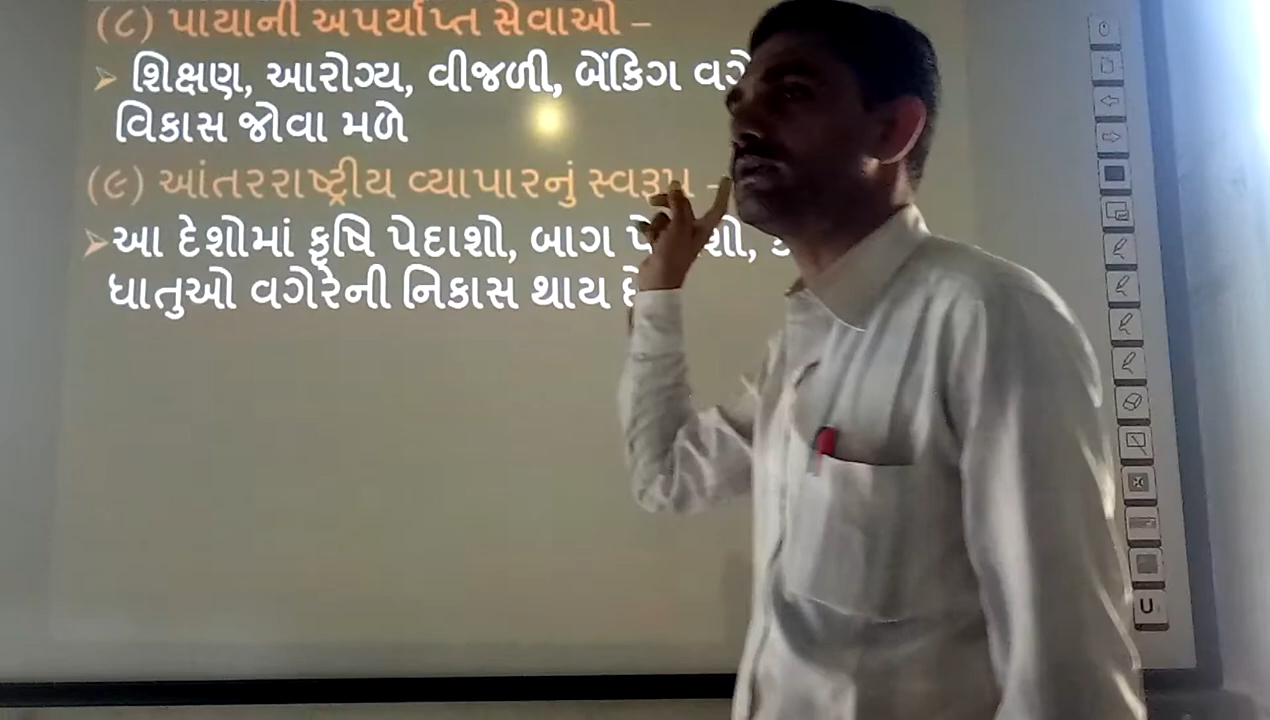 (૮) પાયાની અપર્યાપ્ત સેવાઓ –
➢ શિક્ષણ, આરોગ્ય, વીજળી, બેંકિગ
વિકાસ જોવા મળે
(૯) આંતરરાષ્ટ્રીય વ્યાપારનું સ્વરૂપ –
➢ આ દેશોમાં કૃષિ પેદાશો, બાગ
ધાતુઓ વગેરેની નિકાસ થાય
U